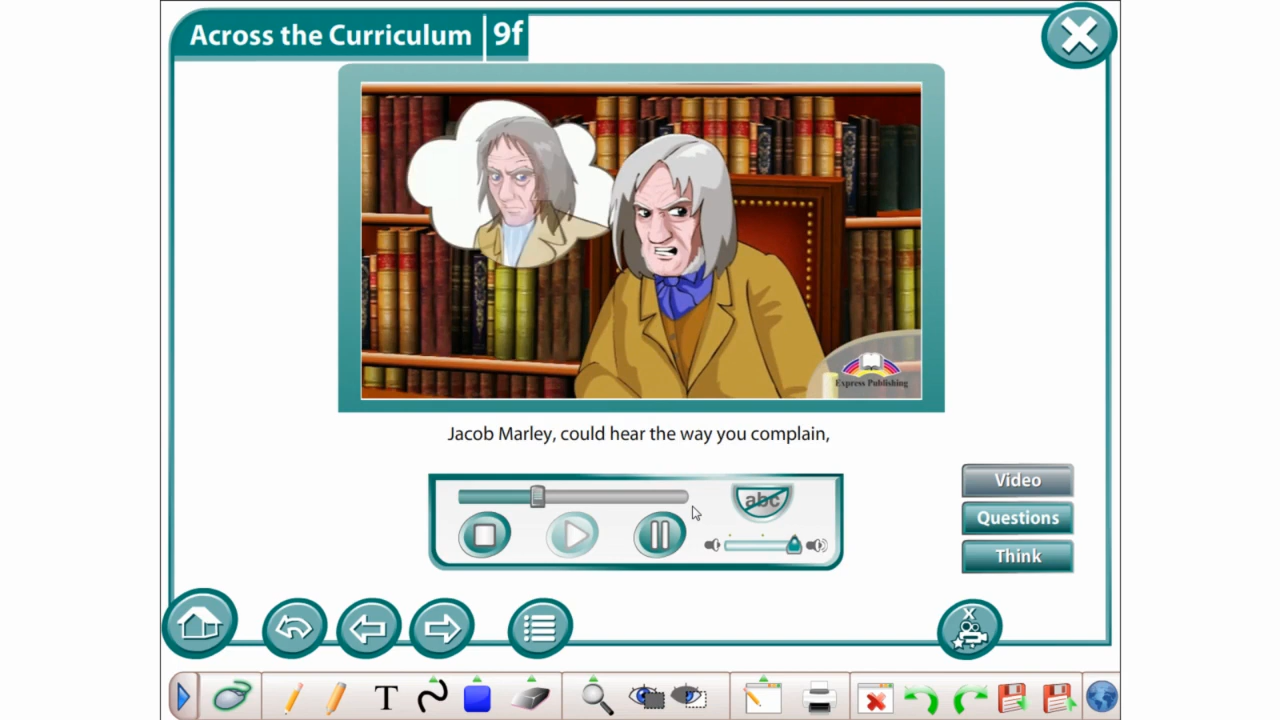 Across the Curriculum 9f
Express Publishing
Jacob Marley, could hear the way you complain,
abc
Video
Questions
Think
X
T